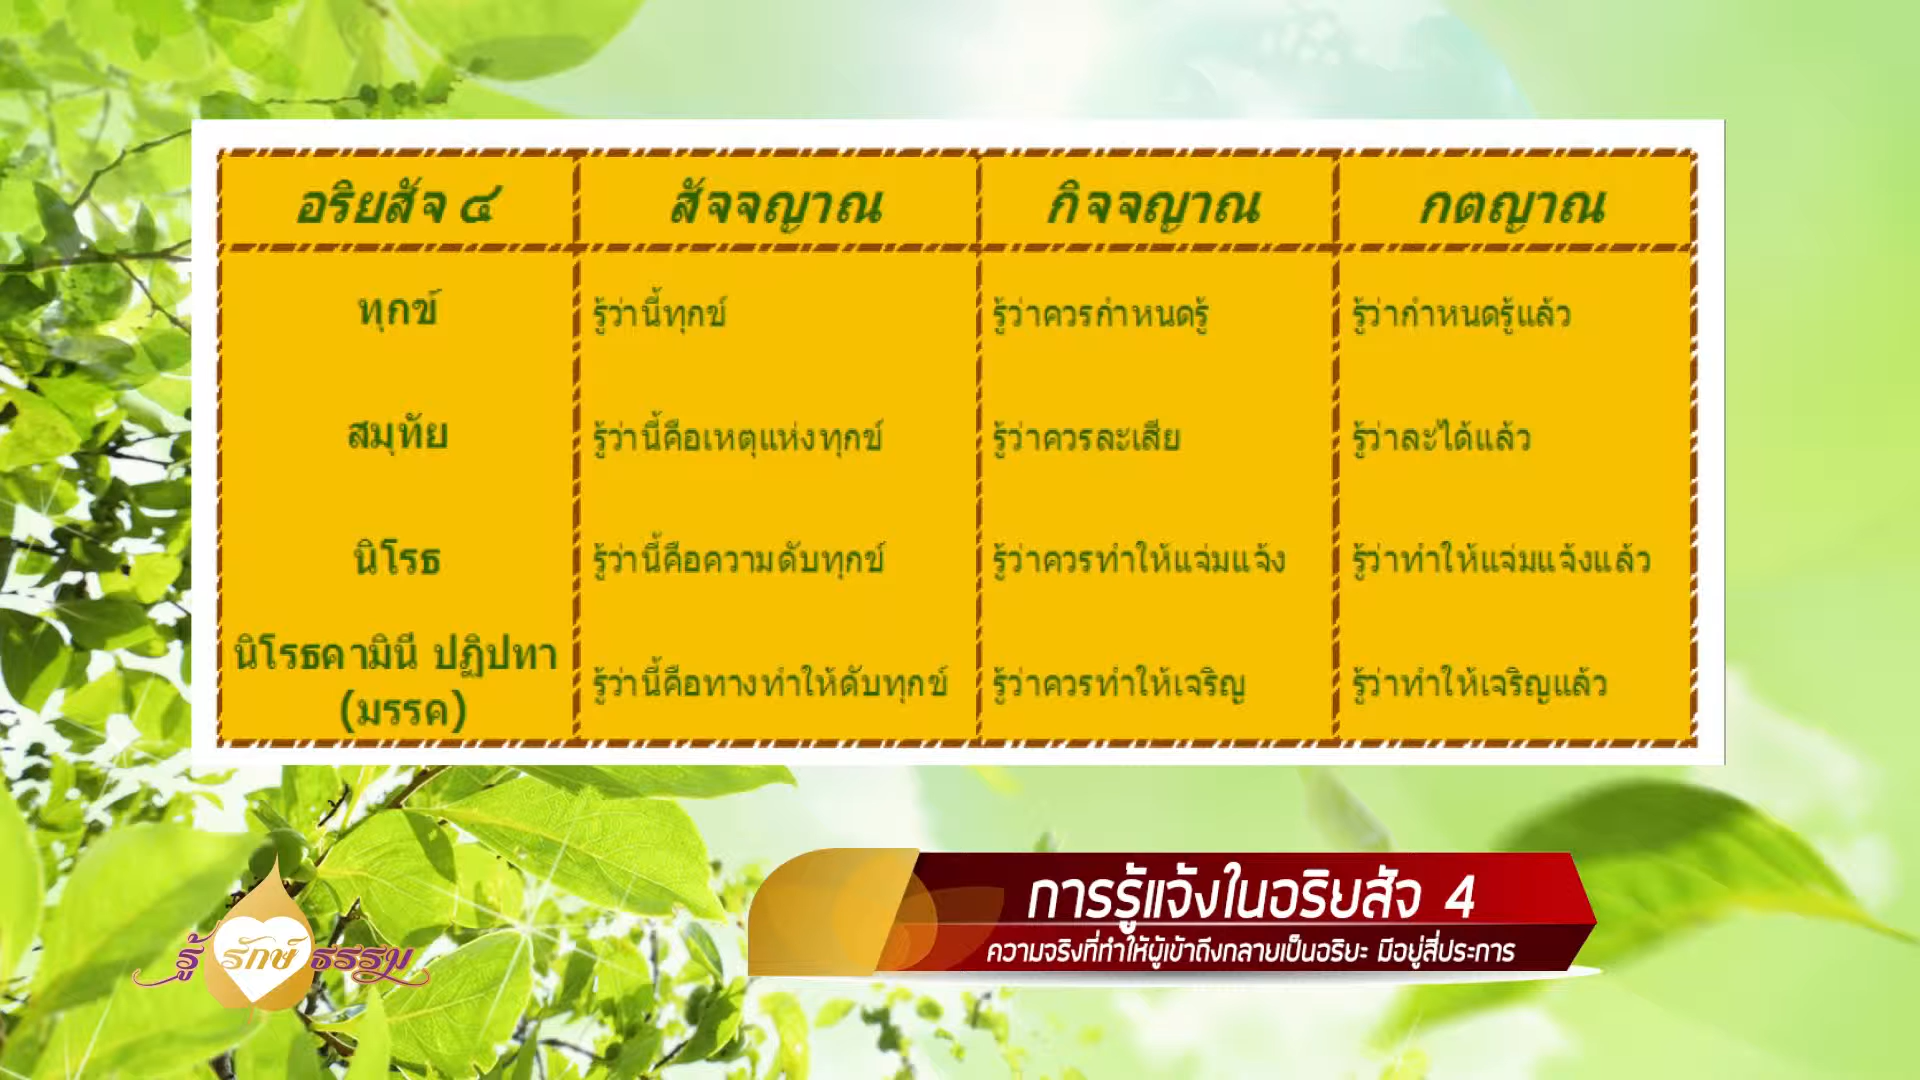 อริยสัจ ๔ สัจจญาณ กิจจญาณ กตญาณ
ทุกข์ รู้ว่านี้ทุกข์ รู้ว่าควรกำหนดรู้ รู้ว่ากำหนดรู้แล้ว
สมุทัย รู้ว่านี้คือเหตุแห่งทุกข์ รู้ว่าควรละเสีย รู้ว่าละได้แล้ว
นิโรธ รู้ว่านี้คือความดับทุกข์ รู้ว่าควรทำให้แจ่มแจ้ง รู้ว่าทำให้แจ่มแจ้งแล้ว
นิโรธคามินี ปฏิปทา
(มรรค) รู้ว่านี้คือทางทำให้ดับทุกข์ รู้ว่าควรทำให้เจริญ รู้ว่าทำให้เจริญแล้ว
การรู้แจ้งในอริยสัจ 4
ความจริงที่ทำให้ผู้เข้าถึงกลายเป็นอริยะ มีอยู่สี่ประการ
รู้ รักษ์ ธรรม